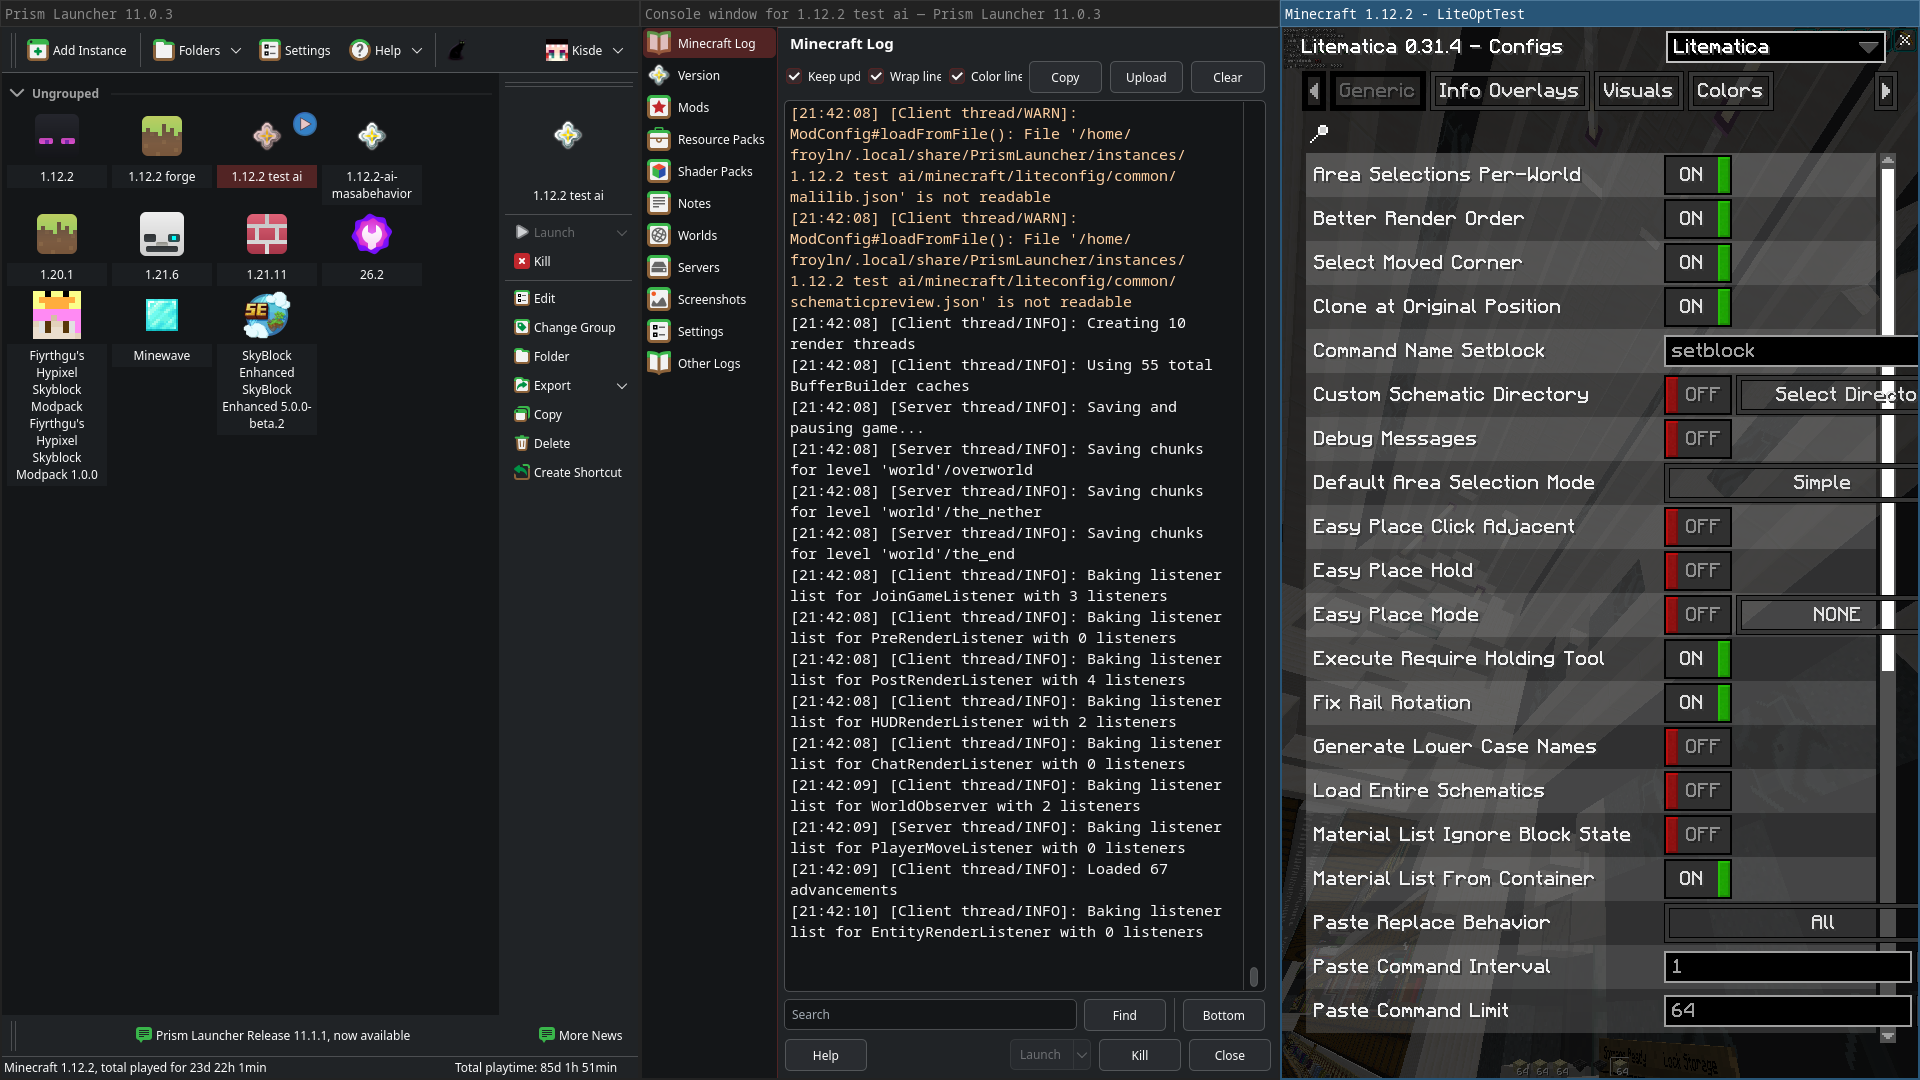 Prism Launcher 11.0.3
Add Instance
Folders
Settings
Help
Kisde
Ungrouped
1.12.2
1.12.2 forge
1.12.2 test ai
1.12.2-ai-
masabehavior
1.20.1
1.21.6
1.21.11
26.2
Fiyrthgu's
Hypixel
Skyblock
Modpack
Fiyrthgu's
Hypixel
Skyblock
Modpack 1.0.0
Minewave
SkyBlock
Enhanced
SkyBlock
Enhanced 5.0.0-
beta.2
1.12.2 test ai
Launch
Kill
Edit
Change Group
Folder
Export
Copy
Delete
Create Shortcut
Prism Launcher Release 11.1.1, now available
More News
Minecraft 1.12.2, total played for 23d 22h 1min
Total playtime: 85d 1h 51min
Console window for 1.12.2 test ai — Prism Launcher 11.0.3
Minecraft Log
Version
Mods
Resource Packs
Shader Packs
Notes
Worlds
Servers
Screenshots
Settings
Other Logs
Minecraft Log
Keep upd
Wrap line
Color line
Copy
Upload
Clear
[21:42:08] [Client thread/WARN]:
ModConfig#loadFromFile(): File '/home/
froyln/.local/share/PrismLauncher/instances/
1.12.2 test ai/minecraft/liteconfig/common/
malilib.json' is not readable
[21:42:08] [Client thread/WARN]:
ModConfig#loadFromFile(): File '/home/
froyln/.local/share/PrismLauncher/instances/
1.12.2 test ai/minecraft/liteconfig/common/
schematicpreview.json' is not readable
[21:42:08] [Client thread/INFO]: Creating 10
render threads
[21:42:08] [Client thread/INFO]: Using 55 total
BufferBuilder caches
[21:42:08] [Server thread/INFO]: Saving and
pausing game...
[21:42:08] [Server thread/INFO]: Saving chunks
for level 'world'/overworld
[21:42:08] [Server thread/INFO]: Saving chunks
for level 'world'/the_nether
[21:42:08] [Server thread/INFO]: Saving chunks
for level 'world'/the_end
[21:42:08] [Client thread/INFO]: Baking listener
list for JoinGameListener with 3 listeners
[21:42:08] [Client thread/INFO]: Baking listener
list for PreRenderListener with 0 listeners
[21:42:08] [Client thread/INFO]: Baking listener
list for PostRenderListener with 4 listeners
[21:42:08] [Client thread/INFO]: Baking listener
list for HUDRenderListener with 2 listeners
[21:42:08] [Client thread/INFO]: Baking listener
list for ChatRenderListener with 0 listeners
[21:42:09] [Client thread/INFO]: Baking listener
list for WorldObserver with 2 listeners
[21:42:09] [Server thread/INFO]: Baking listener
list for PlayerMoveListener with 0 listeners
[21:42:09] [Client thread/INFO]: Loaded 67
advancements
[21:42:10] [Client thread/INFO]: Baking listener
list for EntityRenderListener with 0 listeners
Search
Find
Bottom
Help
Launch
Kill
Close
Minecraft 1.12.2 - LiteOptTest
Litematica 0.31.4 - Configs
Litematica
Generic
Info Overlays
Visuals
Colors
Area Selections Per-World
ON
Better Render Order
ON
Select Moved Corner
ON
Clone at Original Position
ON
Command Name Setblock
setblock
Custom Schematic Directory
OFF
Select Directo
Debug Messages
OFF
Default Area Selection Mode
Simple
Easy Place Click Adjacent
OFF
Easy Place Hold
OFF
Easy Place Mode
OFF
NONE
Execute Require Holding Tool
ON
Fix Rail Rotation
ON
Generate Lower Case Names
OFF
Load Entire Schematics
OFF
Material List Ignore Block State
OFF
Material List From Container
ON
Paste Replace Behavior
All
Paste Command Interval
1
Paste Command Limit
64
64 64 64
64
Storage